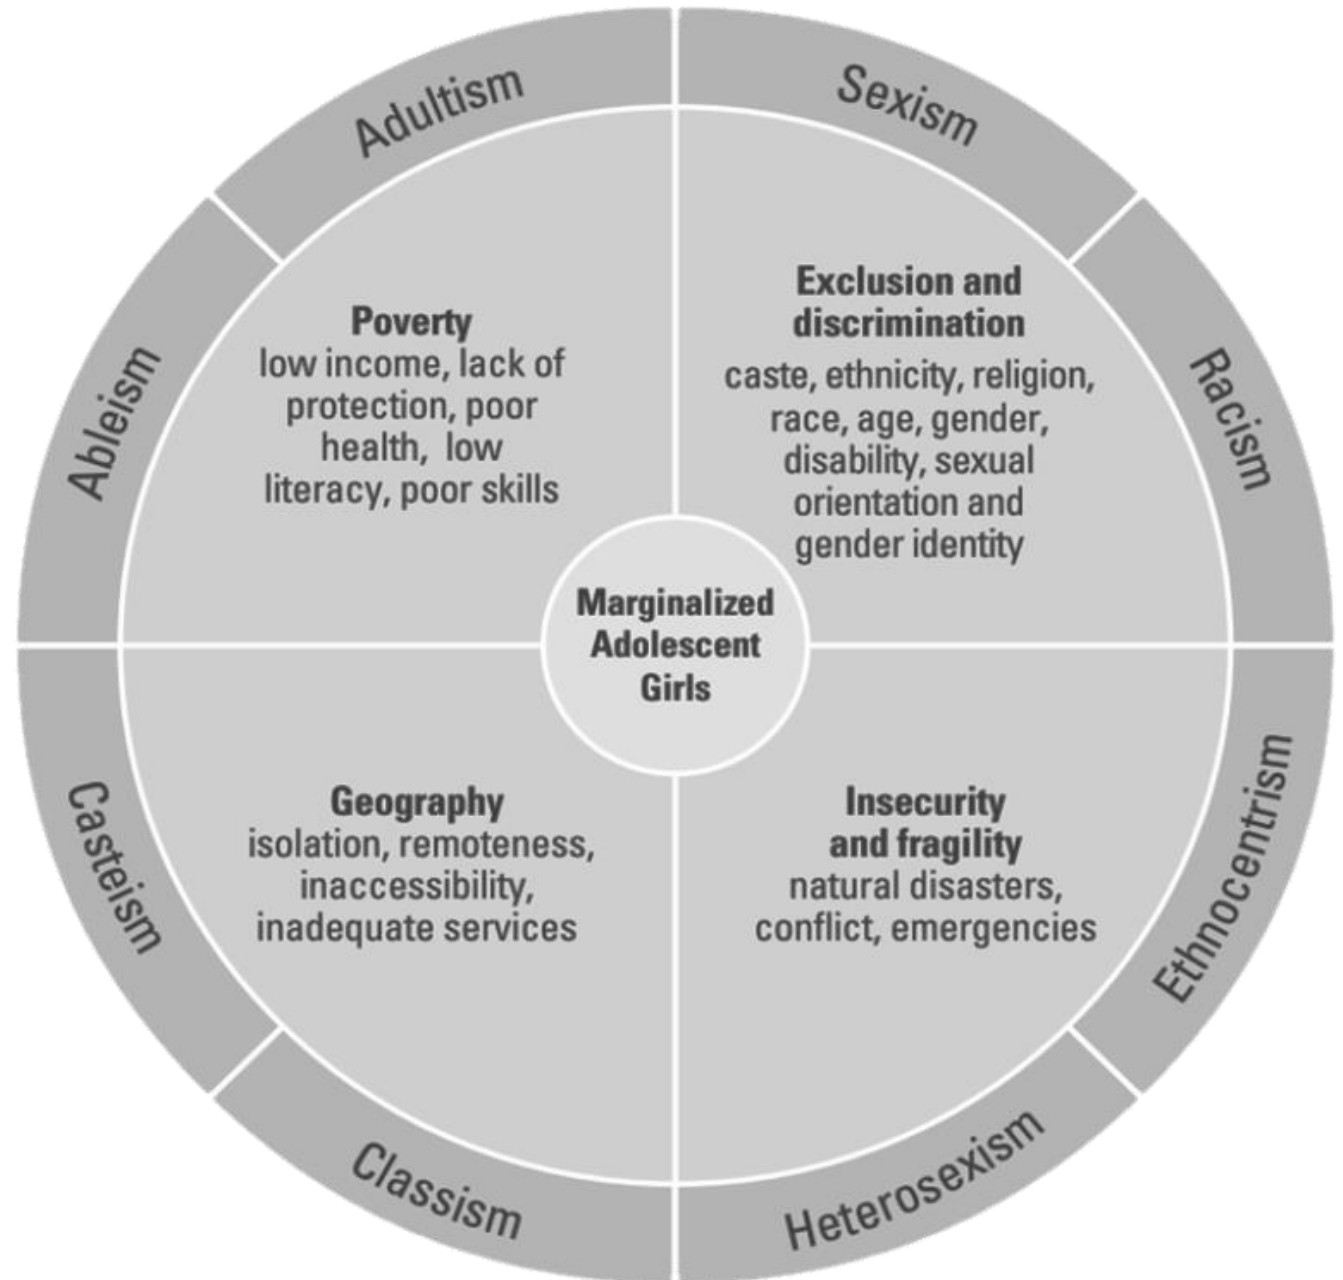 Adultism
Sexism
Ableism
Racism
Poverty
low income, lack of
protection, poor
health, low
literacy, poor skills
Exclusion and
discrimination
caste, ethnicity, religion,
race, age, gender,
disability, sexual
orientation and
gender identity
Marginalized
Adolescent
Girls
Geography
isolation, remoteness,
inaccessibility,
inadequate services
Insecurity
and fragility
natural disasters,
conflict, emergencies
Casteism
Ethnocentrism
Classism
Heterosexism